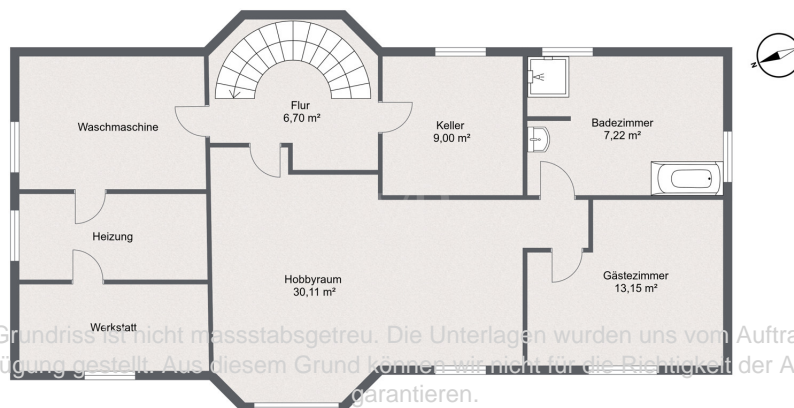 Flur
6,70 m²
Waschmaschine
Keller
9,00 m²
Badezimmer
7,22 m²
N
Heizung
Hobbyraum
30,11 m²
Gästezimmer
13,15 m²
Werkstatt
Grundriss ist nicht massstabsgetreu. Die Unterlagen wurden uns vom Auftra
ügung gestellt. Aus diesem Grund können wir nicht für die Richtigkeit der A
garantieren.